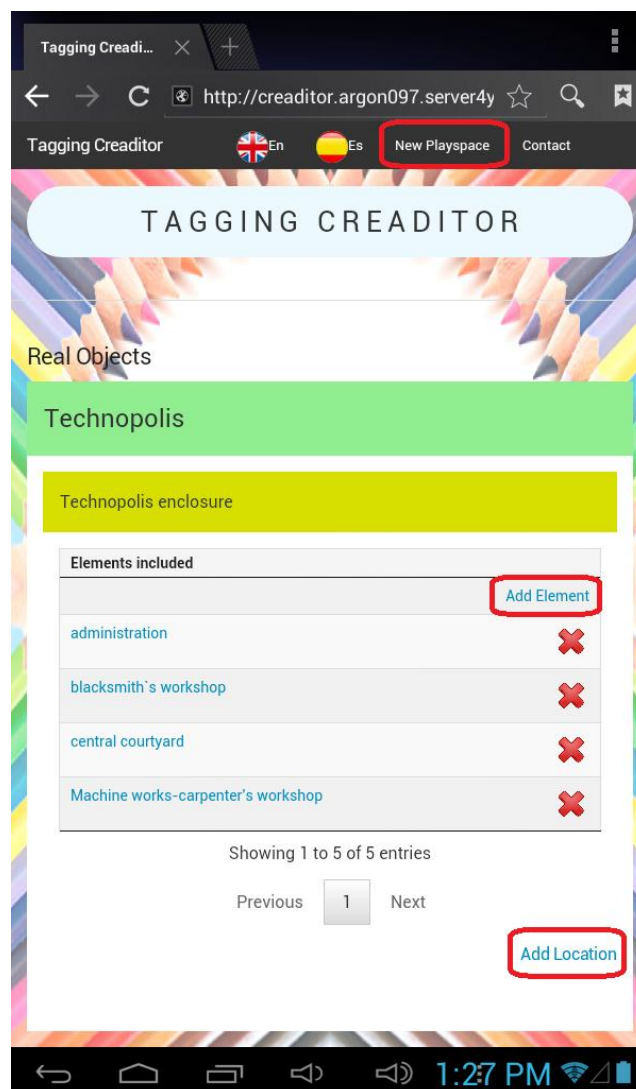 Tagging Creadi...
http://creaditor.argon097.server4y
Tagging Creaditor En Es New Playspace Contact
TAGGING CREADITOR
Real Objects
Technopolis
Technopolis enclosure
Elements included
Add Element
administration
blacksmith`s workshop
central courtyard
Machine works-carpenter's workshop
Showing 1 to 5 of 5 entries
Previous 1 Next
Add Location
1:27 PM